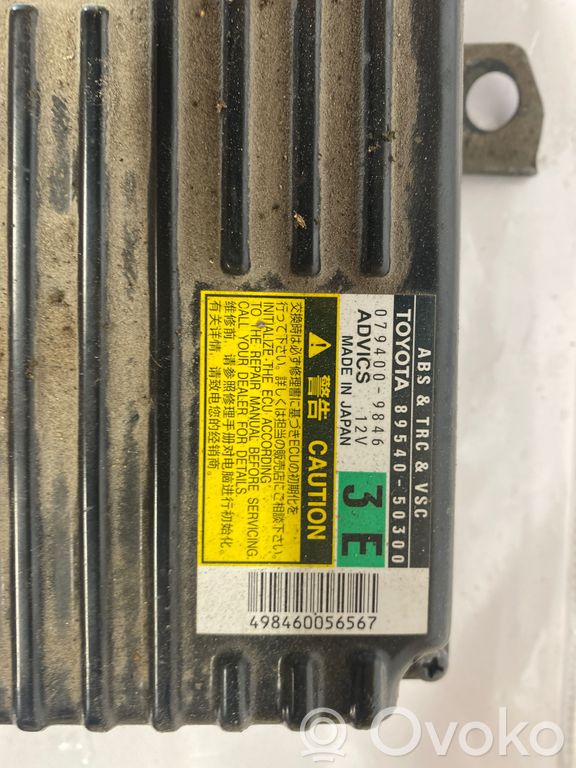 ABS & TRC & VSC
TOYOTA 89540-50300
079400-9846
ADVICS 12V
MADE IN JAPAN
3E
警告 CAUTION
交換時は必ず修理書に基づきECUの初期化を
行って下さい。詳しくは担当の販売店にご相談下さい。
INITIALIZE THE ECU ACCORDING
TO THE REPAIR MANUAL BEFORE SERVICING.
CALL YOUR DEALER FOR DETAILS.
维修前，请参照修理手册对电脑进行初始化。
有关详情，请致电您的经销商。
498460056567
Ovoko